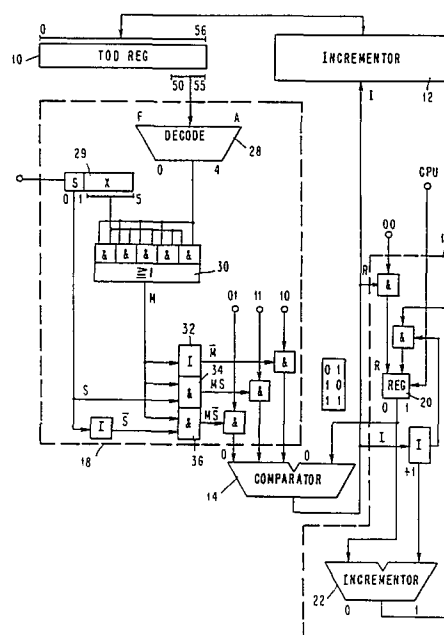 0 56
10 TOD REG INCREMENTOR 12
50 55 I
F A
DECODE 28
0 4
CPU
29
S X
0 1 5
00
& & & & &
≧ I 30
R &
M
01 11 10
&
32
I M̄ &
34
& MS &
S
I S̄ & MS̄ &
18 36
0 1
1 0
1 1
R
REG 20
0 1
I I
+1
0 0
COMPARATOR
14
INCREMENTOR
22 0 1